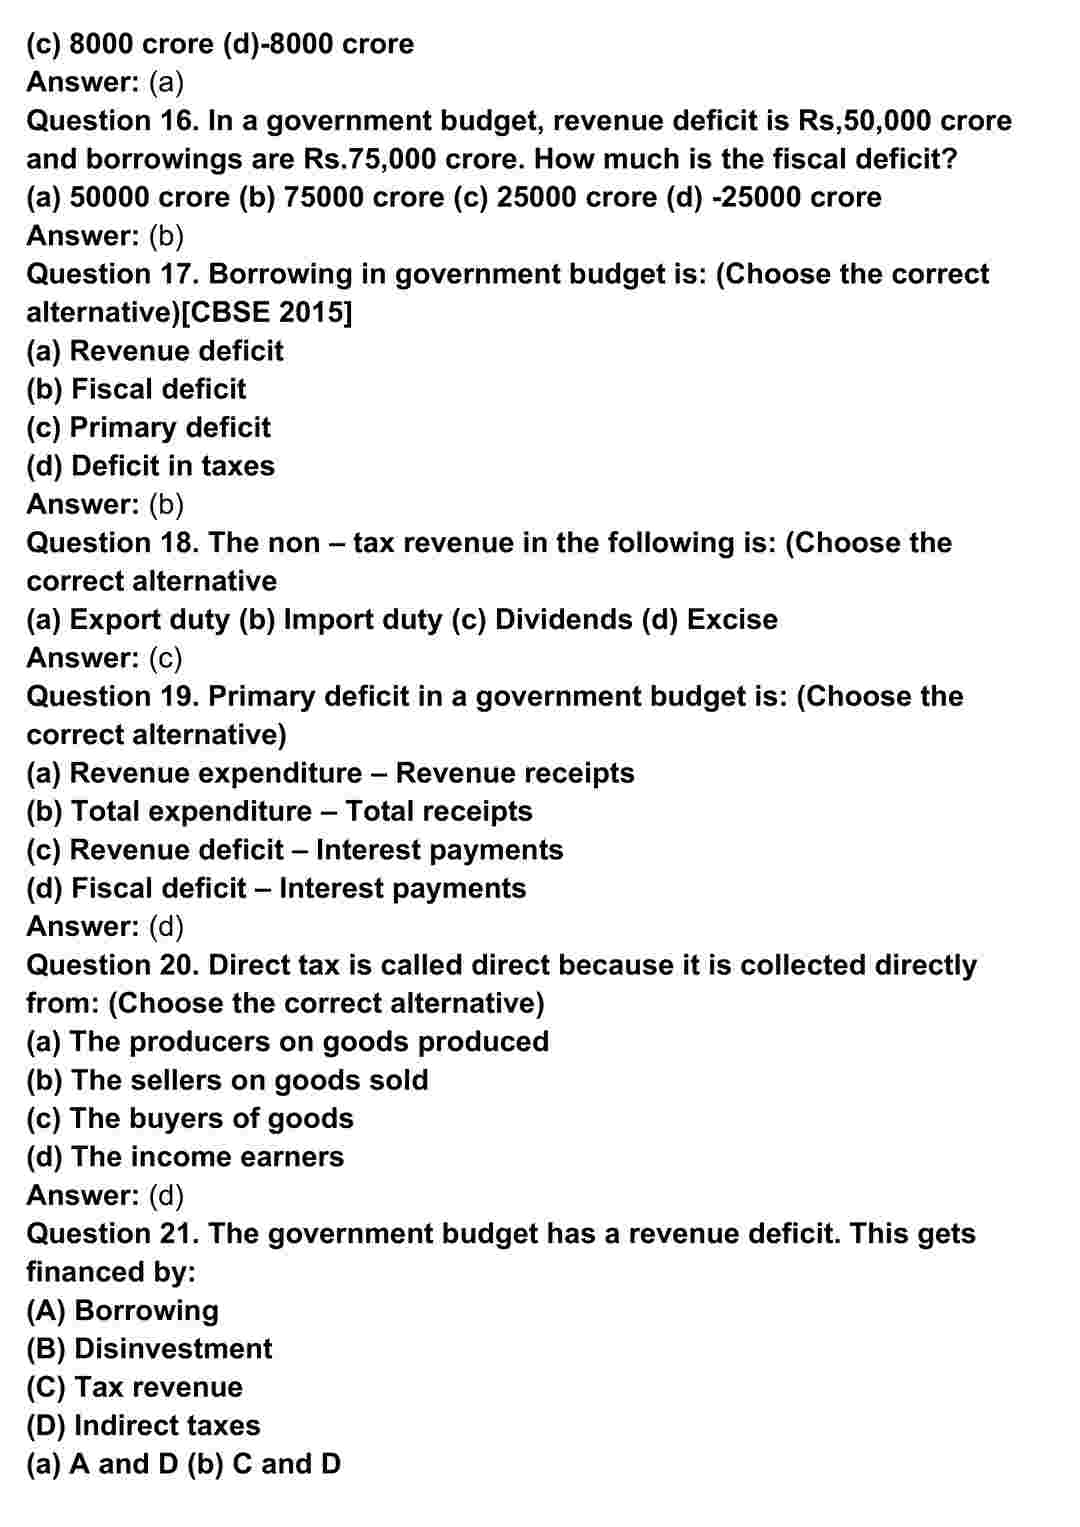 (c) 8000 crore (d)-8000 crore
Answer: (a)
Question 16. In a government budget, revenue deficit is Rs,50,000 crore
and borrowings are Rs.75,000 crore. How much is the fiscal deficit?
(a) 50000 crore (b) 75000 crore (c) 25000 crore (d) -25000 crore
Answer: (b)
Question 17. Borrowing in government budget is: (Choose the correct
alternative)[CBSE 2015]
(a) Revenue deficit
(b) Fiscal deficit
(c) Primary deficit
(d) Deficit in taxes
Answer: (b)
Question 18. The non – tax revenue in the following is: (Choose the
correct alternative
(a) Export duty (b) Import duty (c) Dividends (d) Excise
Answer: (c)
Question 19. Primary deficit in a government budget is: (Choose the
correct alternative)
(a) Revenue expenditure – Revenue receipts
(b) Total expenditure – Total receipts
(c) Revenue deficit – Interest payments
(d) Fiscal deficit – Interest payments
Answer: (d)
Question 20. Direct tax is called direct because it is collected directly
from: (Choose the correct alternative)
(a) The producers on goods produced
(b) The sellers on goods sold
(c) The buyers of goods
(d) The income earners
Answer: (d)
Question 21. The government budget has a revenue deficit. This gets
financed by:
(A) Borrowing
(B) Disinvestment
(C) Tax revenue
(D) Indirect taxes
(a) A and D (b) C and D